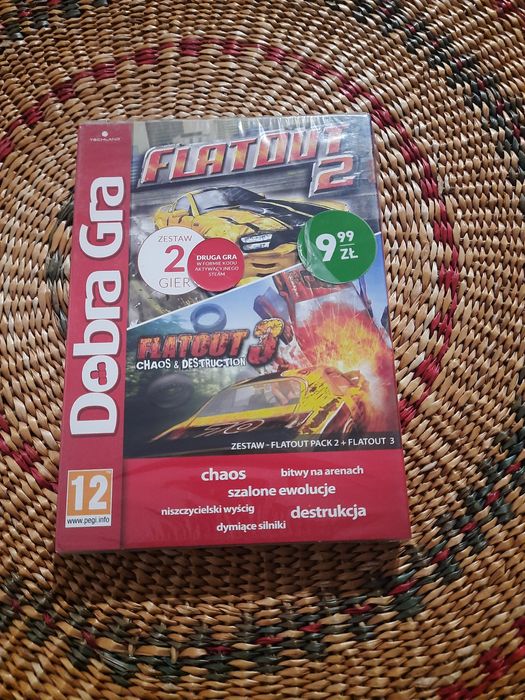 TECHLAND
Dobra Gra
FLATOUT
2
ZESTAW
2
GIER
DRUGA GRA
W FORMIE KODU
AKTYWACYJNEGO
STEAM
9 99
ZŁ
FLATOUT 3
CHAOS & DESTRUCTION
ZESTAW - FLATOUT PACK 2 + FLATOUT 3
chaos bitwy na arenach
szalone ewolucje
niszczycielski wyścig destrukcja
dymiące silniki
12
www.pegi.info